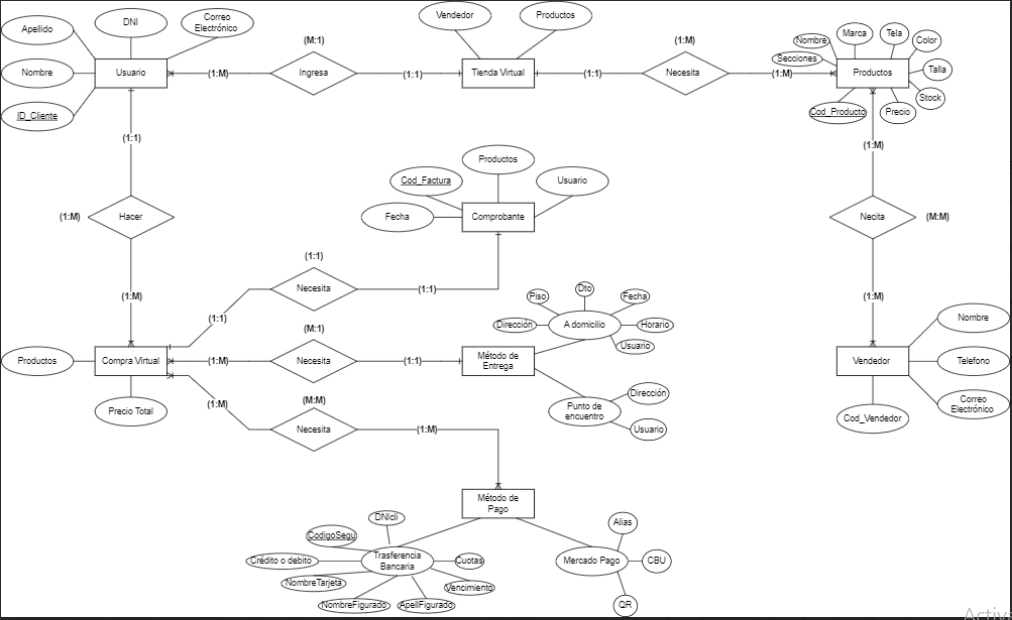 Apellido
DNI
Correo
Electrónico
Nombre
Usuario
ID_Cliente
(1:M)
(M:1)
Ingresa
(1:1)
Vendedor
Productos
Tienda Virtual
(1:1)
(1:M)
Necesita
(1:M)
Nombre
Marca
Tela
Color
Secciones
Productos
Talla
Stock
Cod_Producto
Precio
(1:1)
(1:M)
Hacer
(1:M)
Productos
Cod_Factura
Usuario
Fecha
Comprobante
(1:M)
Necita
(M:M)
(1:M)
(1:1)
Necesita
(1:1)
(1:1)
Productos
Compra Virtual
Precio Total
(M:1)
(1:M)
Necesita
(1:1)
Método de
Entrega
Piso
Dto
Fecha
Dirección
A domicilio
Horario
Usuario
Punto de
encuentro
Dirección
Usuario
Nombre
Vendedor
Telefono
Correo
Electrónico
Cod_Vendedor
(M:M)
(1:M)
Necesita
(1:M)
Método de
Pago
DNIcli
CodigoSegu
Crédito o debito
Trasferencia
Bancaria
Cuotas
NombreTarjeta
Vencimiento
NombreFigurado
ApellFigurado
Alias
Mercado Pago
CBU
QR
Activa